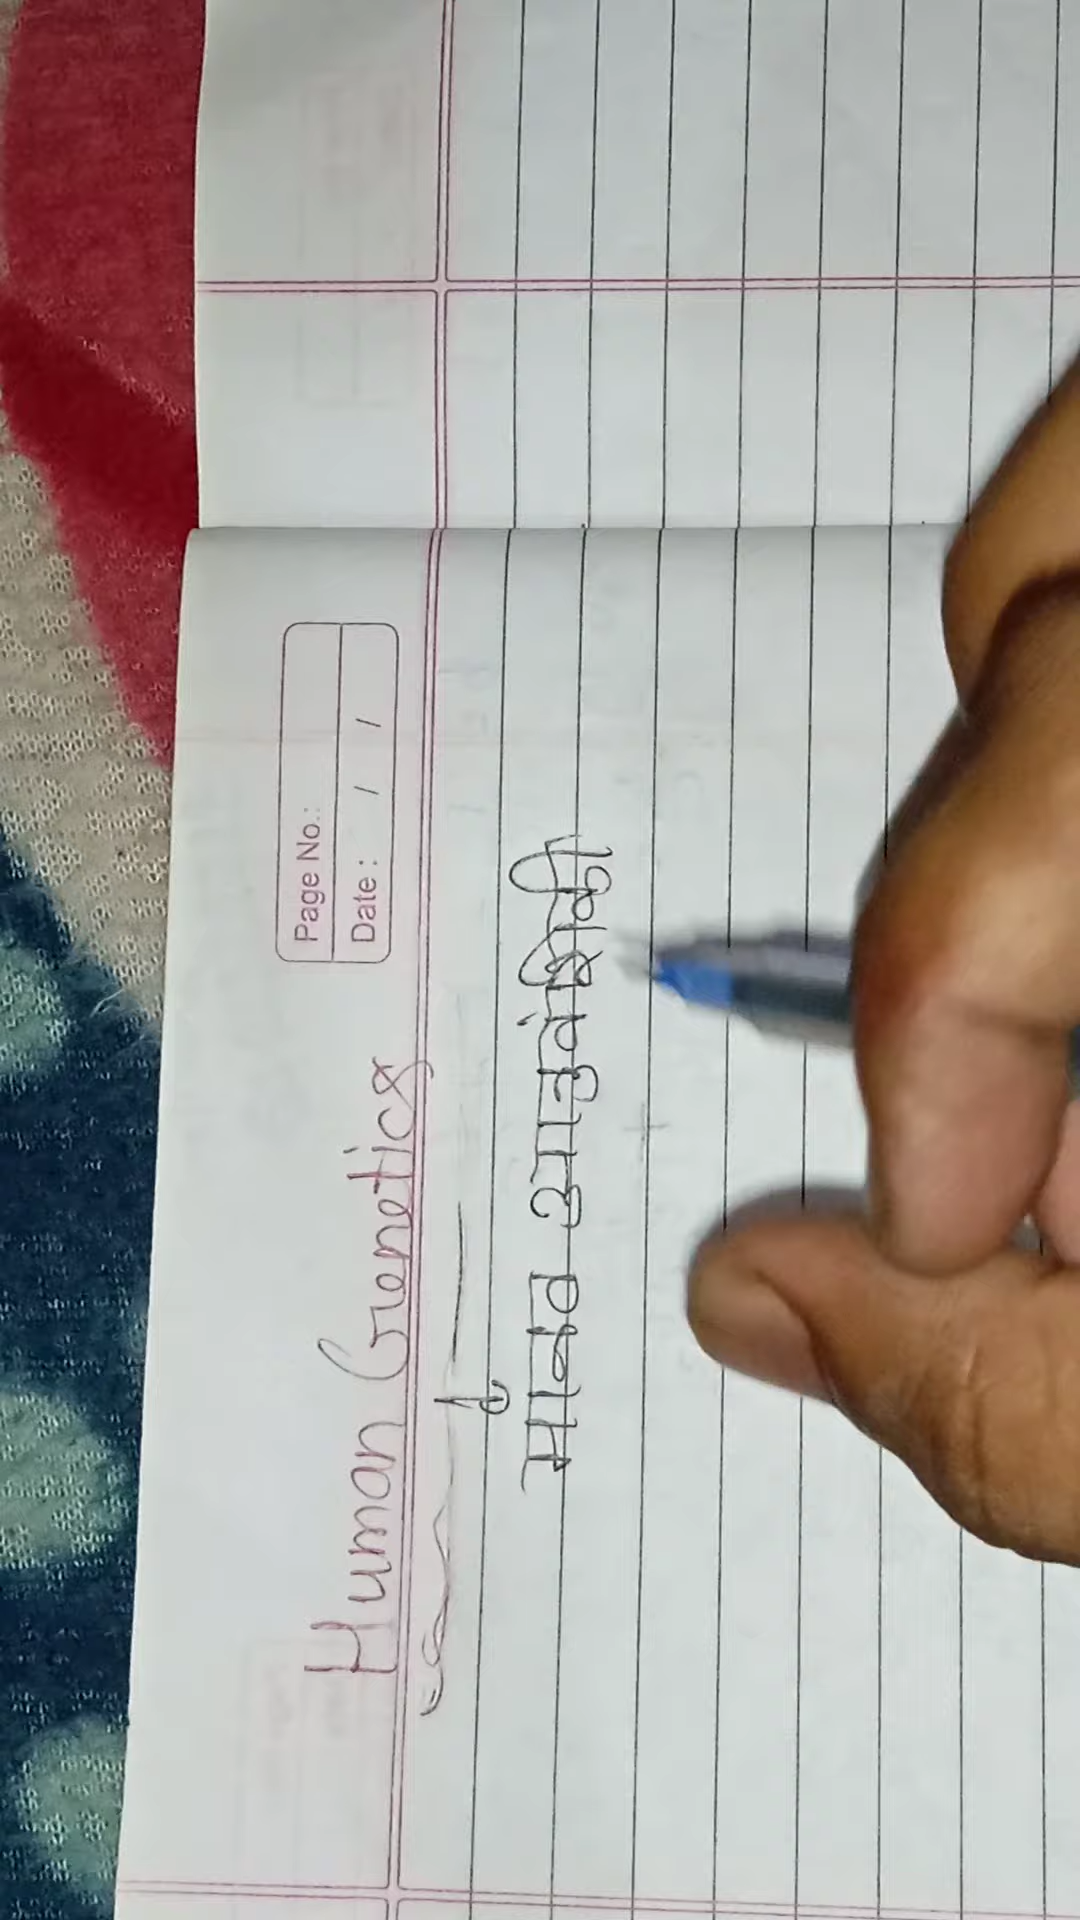 Page No.:
Date : / /
Human Genetics
मानव आनुवंशिकी